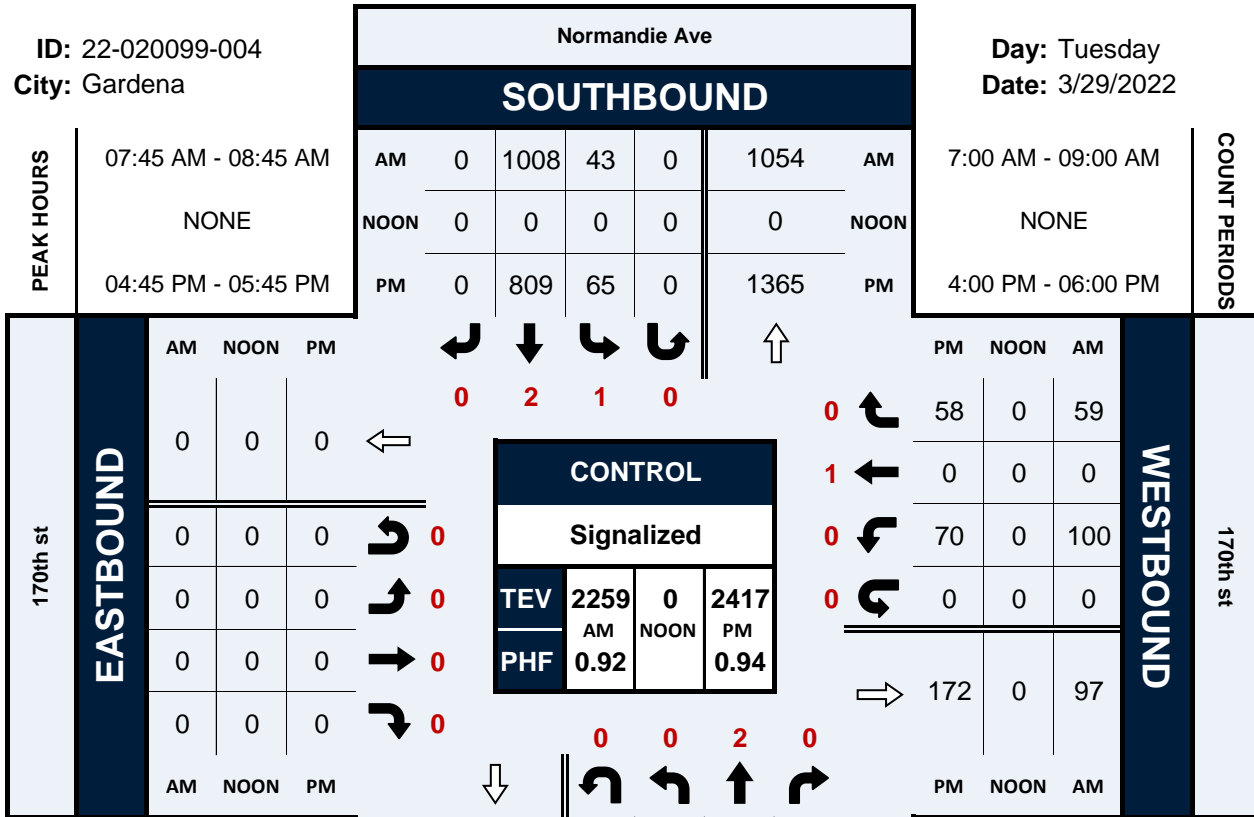 Normandie Ave
ID: 22-020099-004
Day: Tuesday
City: Gardena
SOUTHBOUND
Date: 3/29/2022
PEAK HOURS
07:45 AM - 08:45 AM
AM 0 1008 43 0 1054 AM
7:00 AM - 09:00 AM
COUNT PERIODS
NONE
NOON 0 0 0 0 0 NOON
NONE
04:45 PM - 05:45 PM
PM 0 809 65 0 1365 PM
4:00 PM - 06:00 PM
AM NOON PM
PM NOON AM
0 2 1 0
0 58 0 59
0 0 0
CONTROL
1 0 0 0
170th st
EASTBOUND
0 0 0 0
Signalized
0 70 0 100
WESTBOUND
170th st
0 0 0 0
TEV 2259 0 2417
0 0 0 0
AM NOON PM
0 0 0 0
PHF 0.92 0.94
172 0 97
0 0 0 0
0 0 2 0
AM NOON PM
PM NOON AM